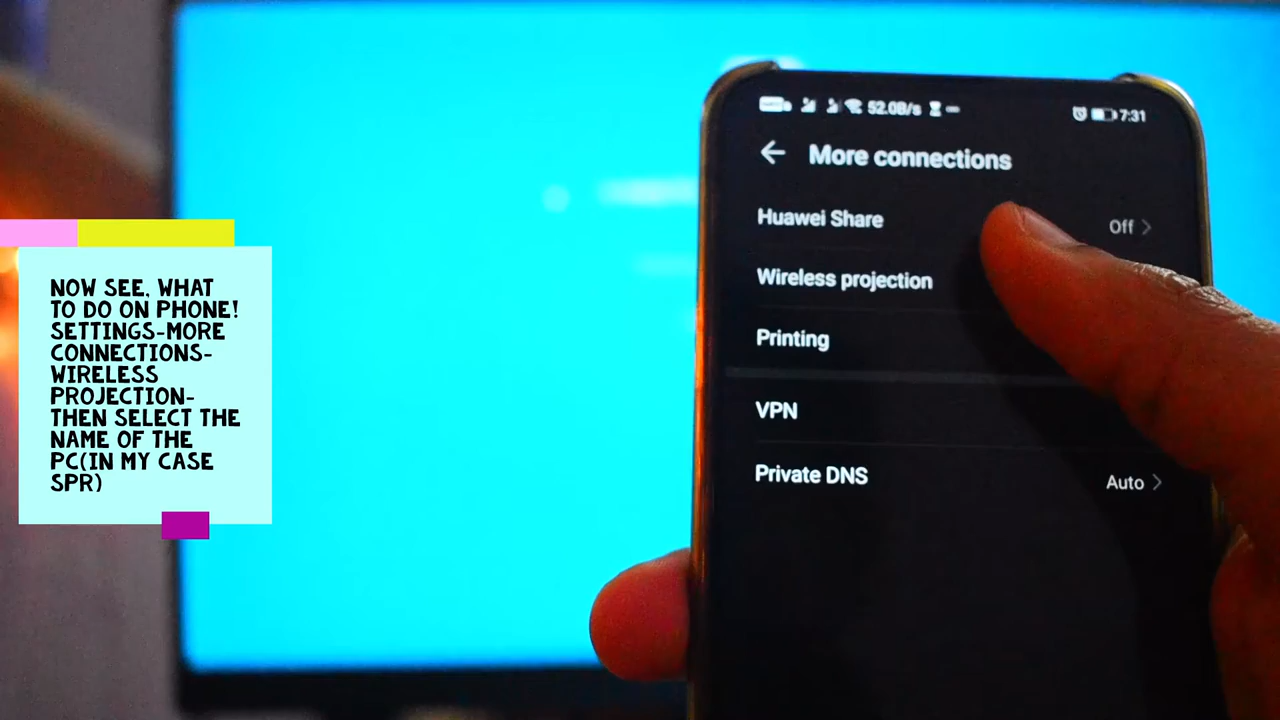 NOW SEE, WHAT
TO DO ON PHONE!
SETTINGS-MORE
CONNECTIONS-
WIRELESS
PROJECTION-
THEN SELECT THE
NAME OF THE
PC(IN MY CASE
SPR)
52.0B/s
7:31
More connections
Huawei Share
Off
Wireless projection
Printing
VPN
Private DNS
Auto